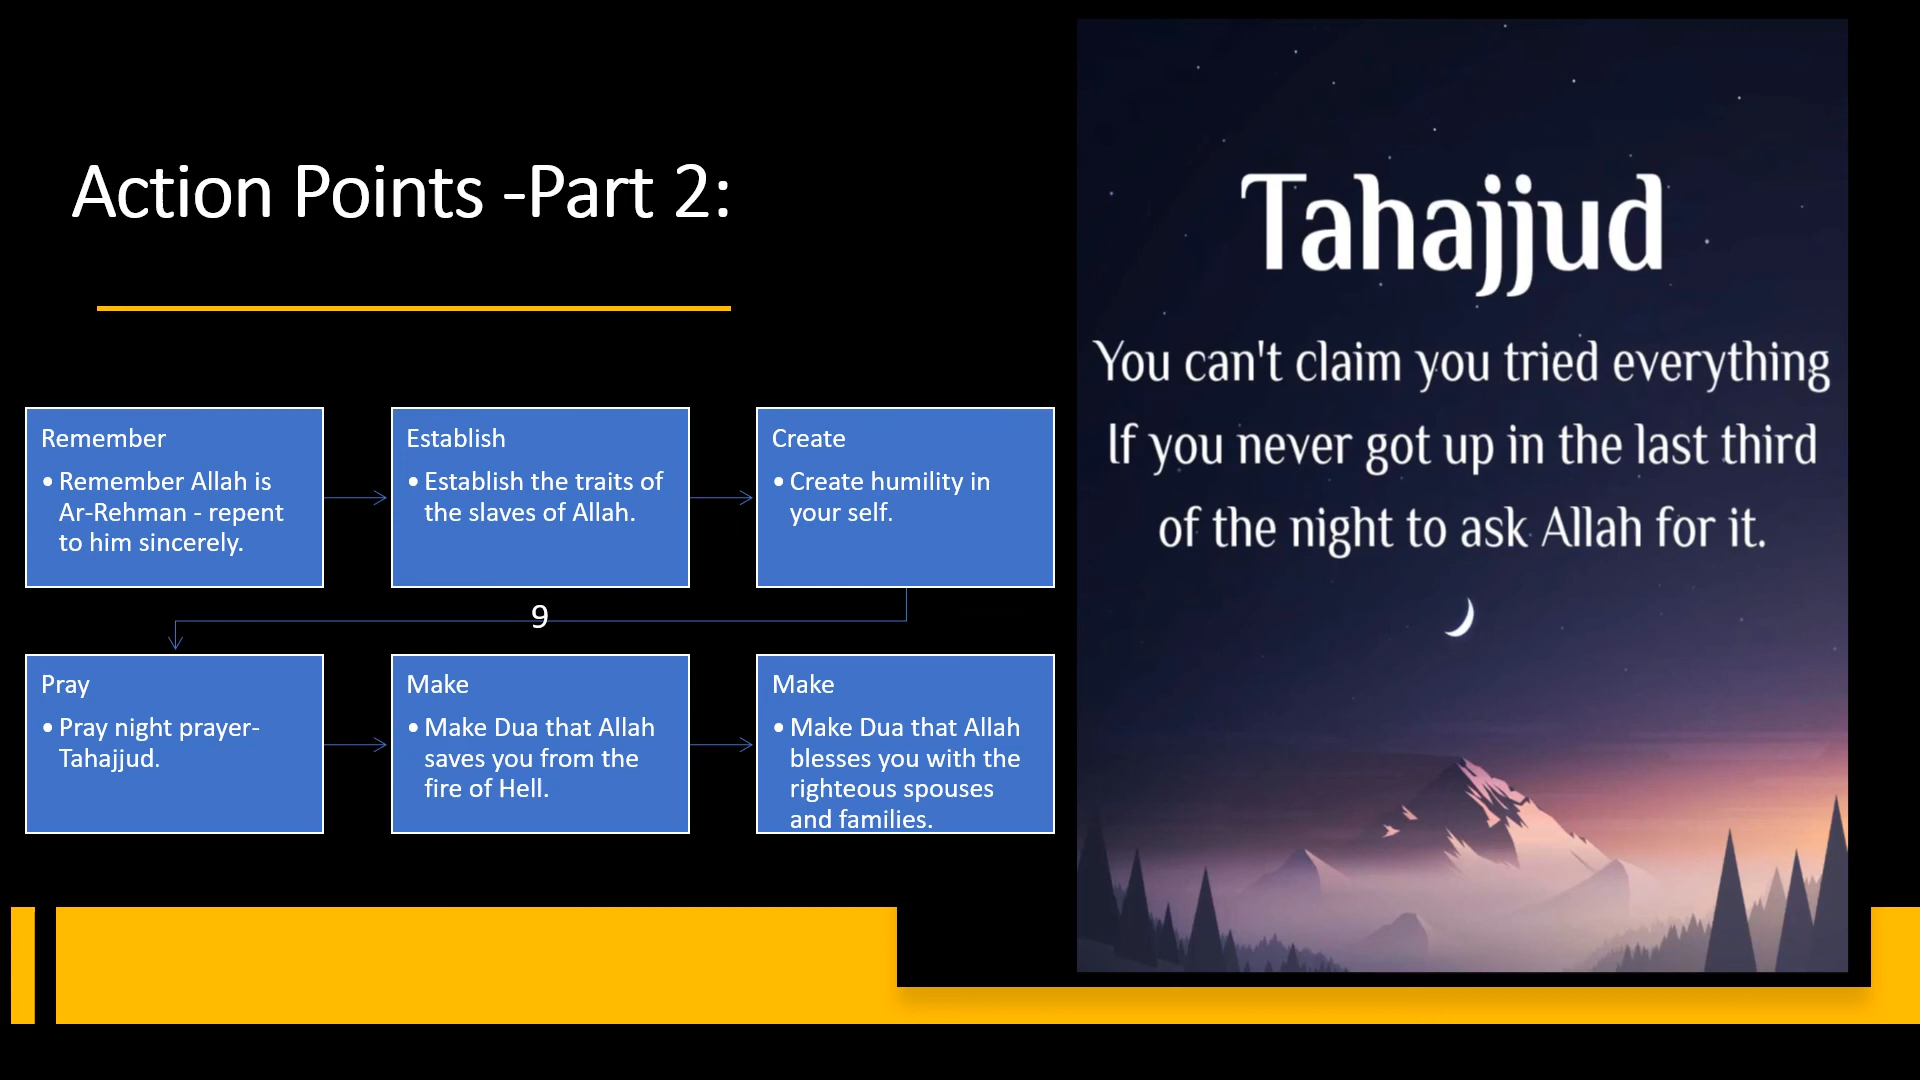 Action Points -Part 2:
Remember
• Remember Allah is
Ar-Rehman - repent
to him sincerely.
Establish
• Establish the traits of
the slaves of Allah.
Create
• Create humility in
your self.
9
Pray
• Pray night prayer-
Tahajjud.
Make
• Make Dua that Allah
saves you from the
fire of Hell.
Make
• Make Dua that Allah
blesses you with the
righteous spouses
and families.
Tahajjud
You can't claim you tried everything
If you never got up in the last third
of the night to ask Allah for it.